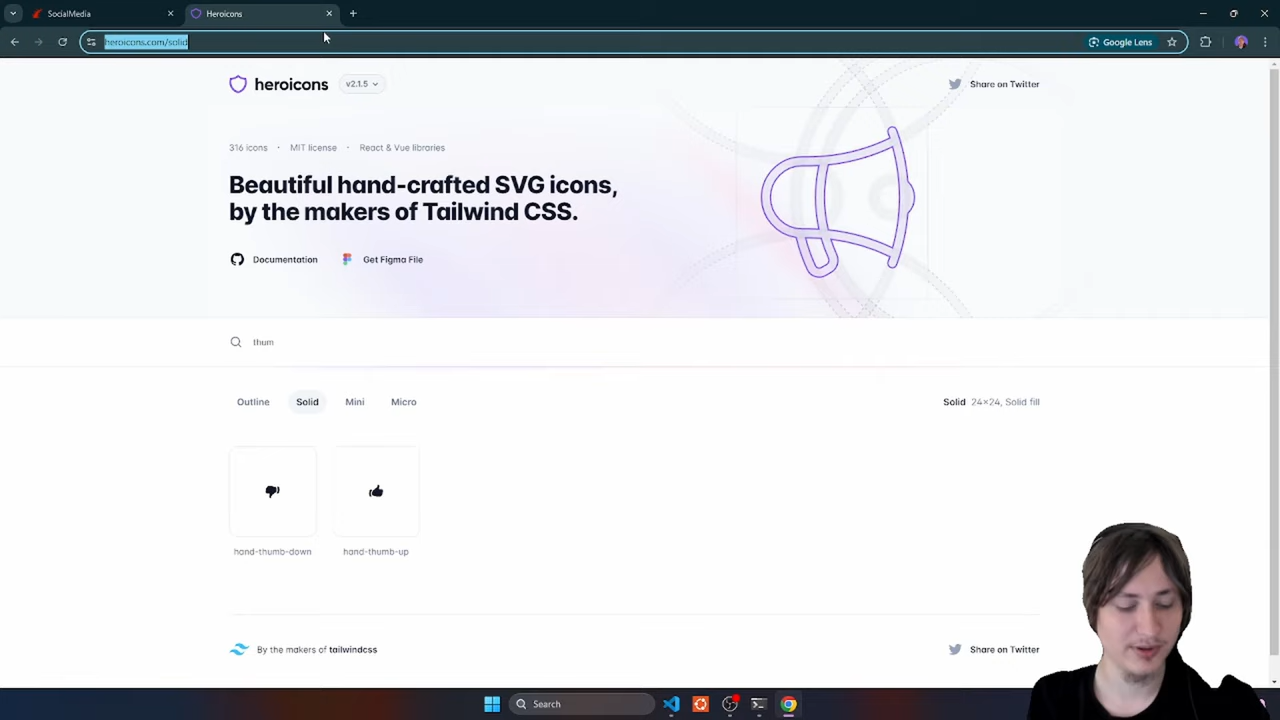 SocialMedia
Heroicons
heroicons.com/solid
Google Lens
heroicons
v2.1.5
Share on Twitter
316 icons · MIT license · React & Vue libraries
Beautiful hand-crafted SVG icons,
by the makers of Tailwind CSS.
Documentation
Get Figma File
thum
Outline
Solid
Mini
Micro
Solid 24×24, Solid fill
hand-thumb-down
hand-thumb-up
By the makers of tailwindcss
Share on Twitter
Search